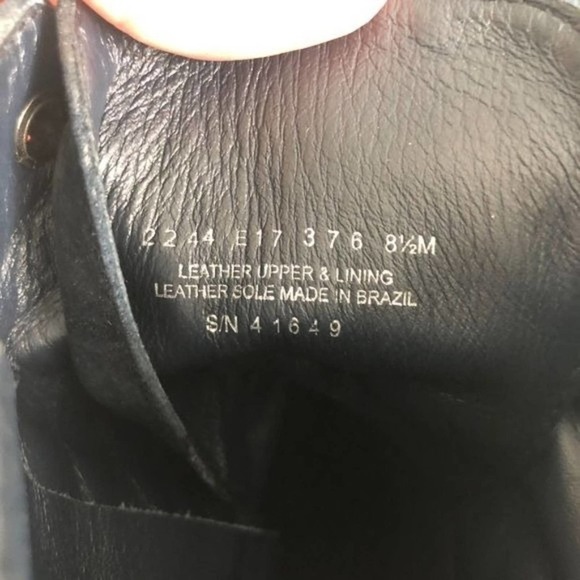 2244 E17 376 8½M
LEATHER UPPER & LINING
LEATHER SOLE MADE IN BRAZIL
S/N 41649